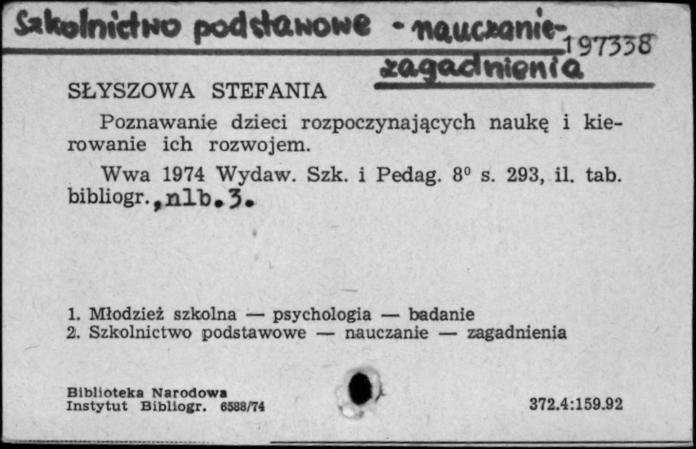 Szkolnictwo podstawowe - nauczanie-
197338
zagadnienia
SŁYSZOWA STEFANIA
Poznawanie dzieci rozpoczynających naukę i kie-
rowanie ich rozwojem.
Wwa 1974 Wydaw. Szk. i Pedag. 8⁰ s. 293, il. tab.
bibliogr., nlb. 3.
1. Młodzież szkolna — psychologia — badanie
2. Szkolnictwo podstawowe — nauczanie — zagadnienia
Biblioteka Narodowa
Instytut Bibliogr. 6588/74
372.4:159.92